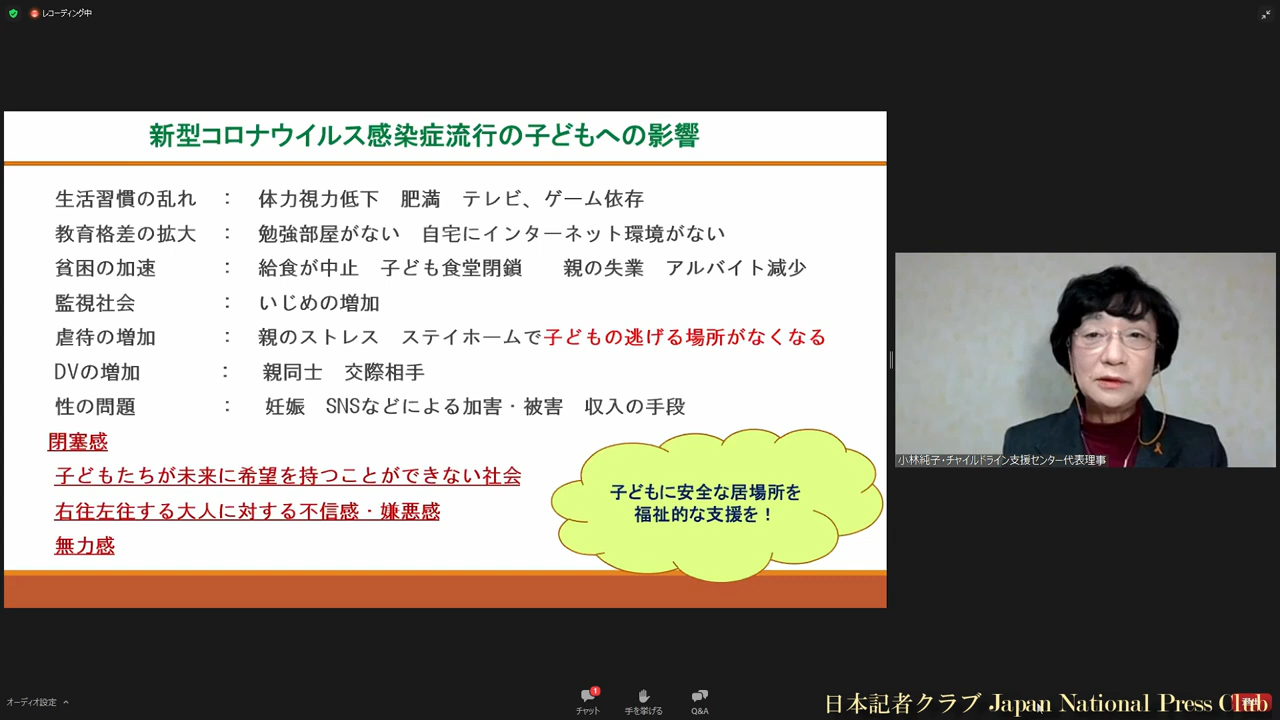 レコーディング中
新型コロナウイルス感染症流行の子どもへの影響
生活習慣の乱れ ： 体力視力低下 肥満 テレビ、ゲーム依存
教育格差の拡大 ： 勉強部屋がない 自宅にインターネット環境がない
貧困の加速 ： 給食が中止 子ども食堂閉鎖 親の失業 アルバイト減少
監視社会 ： いじめの増加
虐待の増加 ： 親のストレス ステイホームで子どもの逃げる場所がなくなる
DVの増加 ： 親同士 交際相手
性の問題 ： 妊娠 SNSなどによる加害・被害 収入の手段
閉塞感
子どもたちが未来に希望を持つことができない社会
右往左往する大人に対する不信感・嫌悪感
無力感
子どもに安全な居場所を
福祉的な支援を！
小林純子・チャイルドライン支援センター代表理事
オーディオ設定
1
チャット
手を挙げる
Q&A
日本記者クラブ Japan National Press Club